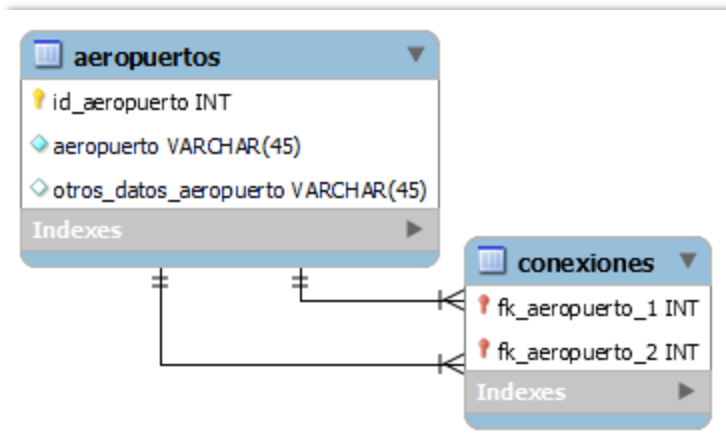 aeropuertos
id_aeropuerto INT
aeropuerto VARCHAR(45)
otros_datos_aeropuerto VARCHAR(45)
Indexes
conexiones
fk_aeropuerto_1 INT
fk_aeropuerto_2 INT
Indexes